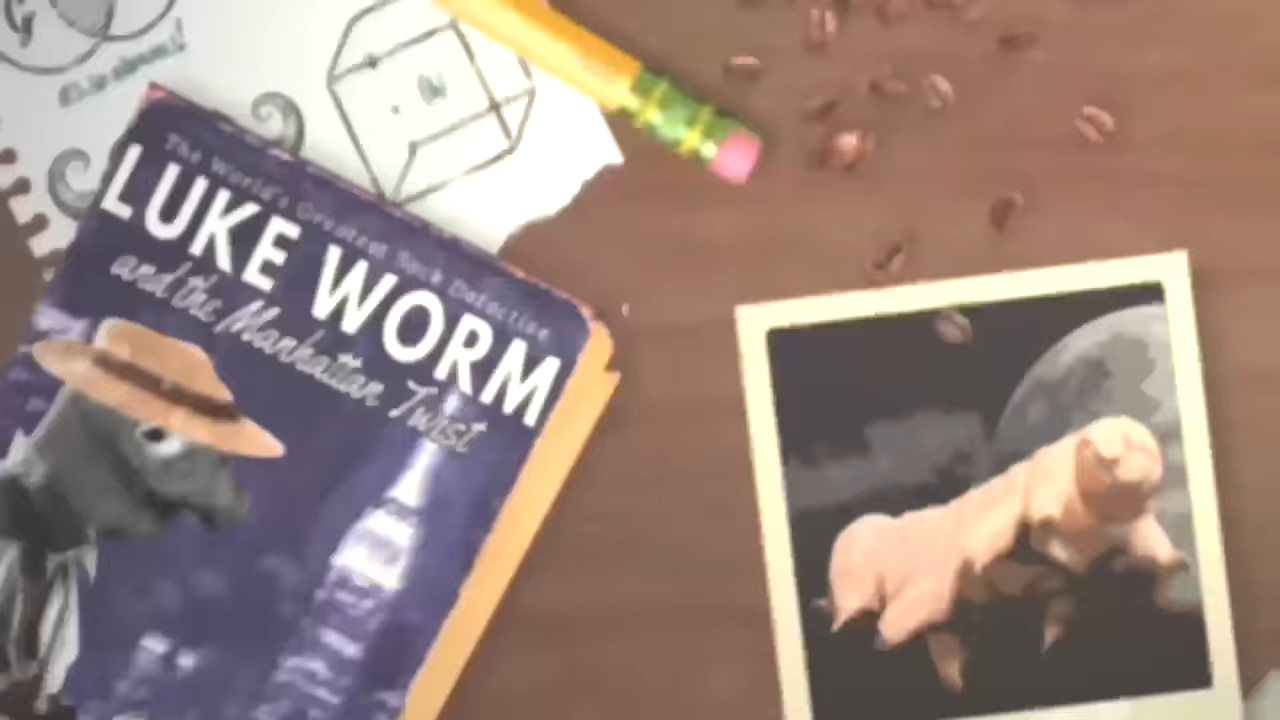 The World's Greatest Sock Detective
LUKE WORM
and the Manhattan Twist